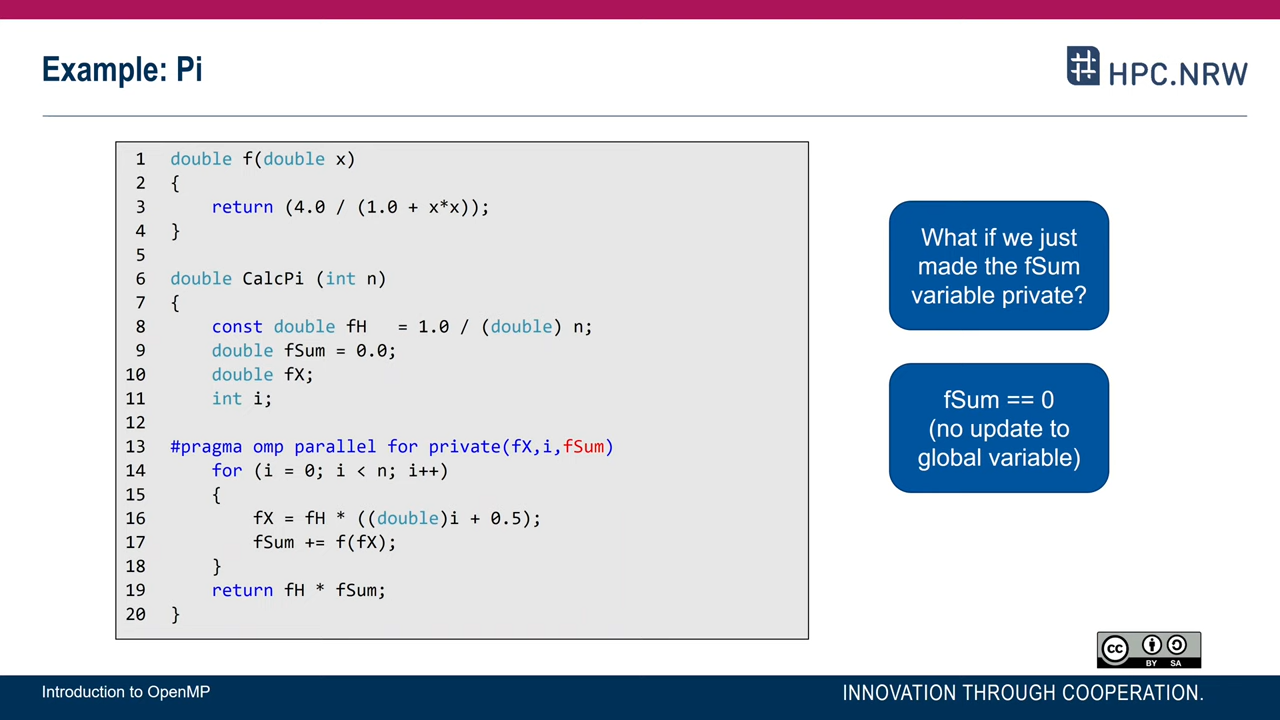 Example: Pi
HPC.NRW
1 double f(double x)
2 {
3     return (4.0 / (1.0 + x*x));
4 }
5
6 double CalcPi (int n)
7 {
8     const double fH   = 1.0 / (double) n;
9     double fSum = 0.0;
10     double fX;
11     int i;
12
13 #pragma omp parallel for private(fX,i,fSum)
14     for (i = 0; i < n; i++)
15     {
16         fX = fH * ((double)i + 0.5);
17         fSum += f(fX);
18     }
19     return fH * fSum;
20 }
What if we just
made the fSum
variable private?
fSum == 0
(no update to
global variable)
cc
BY SA
Introduction to OpenMP
INNOVATION THROUGH COOPERATION.